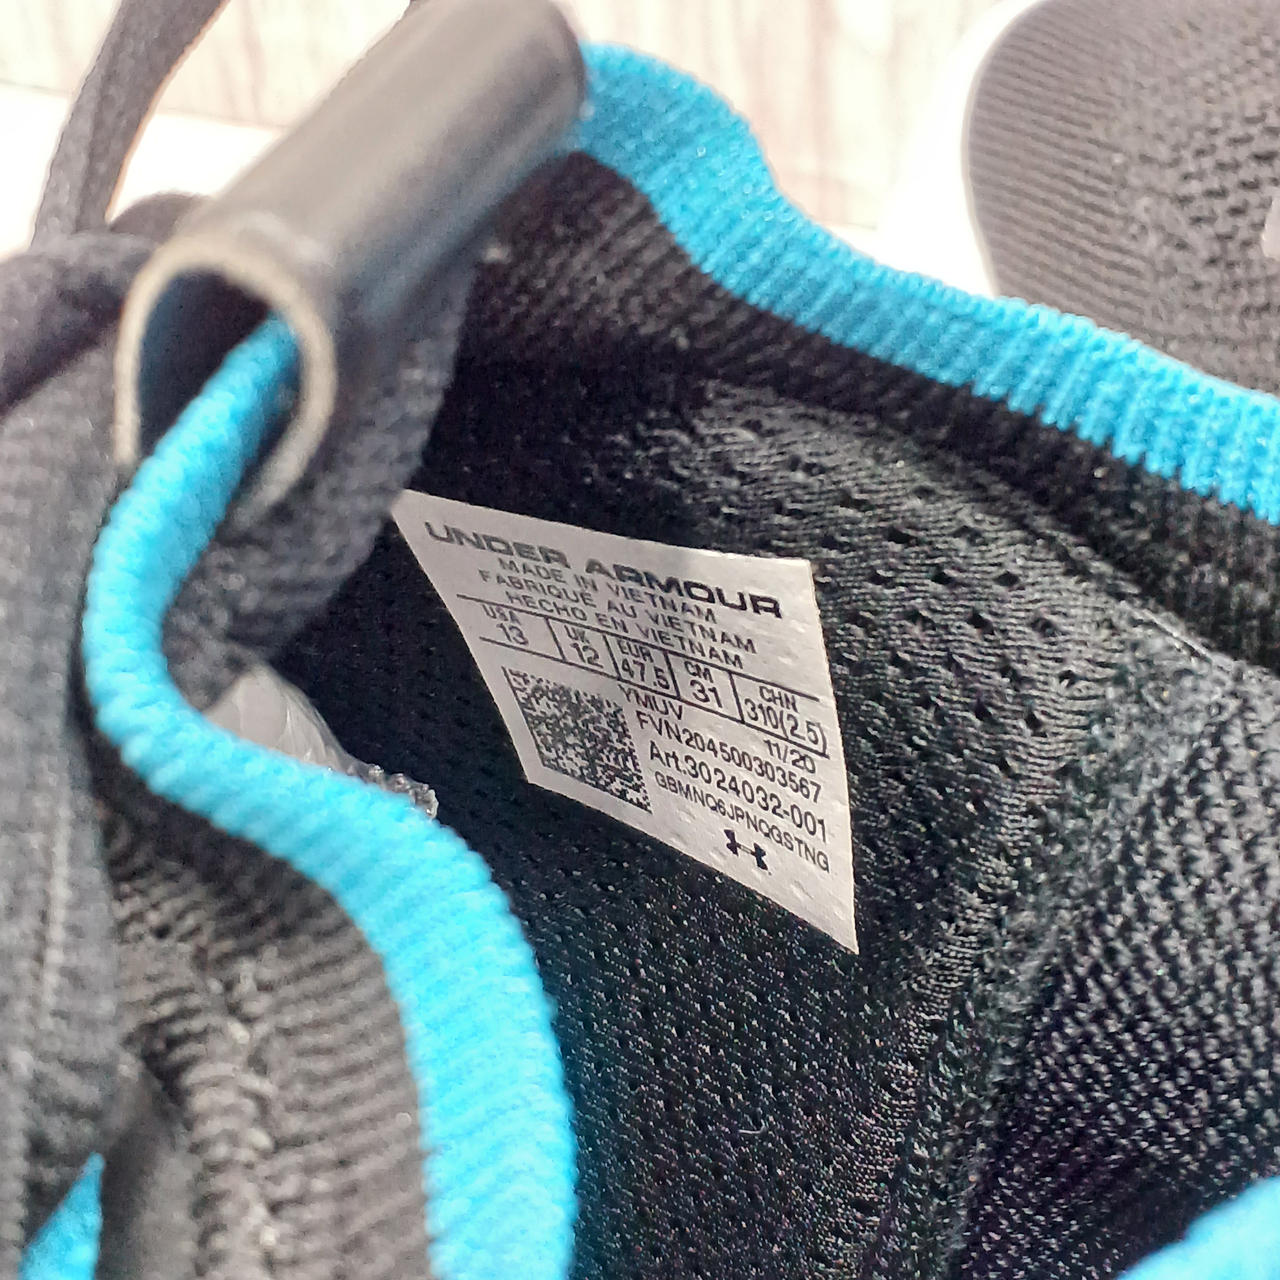 UNDER ARMOUR
MADE IN VIETNAM
FABRIQUÉ AU VIETNAM
HECHO EN VIETNAM
USA UK EUR CM CHN
13 12 47.5 31 310(2.5)
YMUV 11/20
FVN204500303567
Art.3024032-001
GBMNQ6JPNQGSTNG